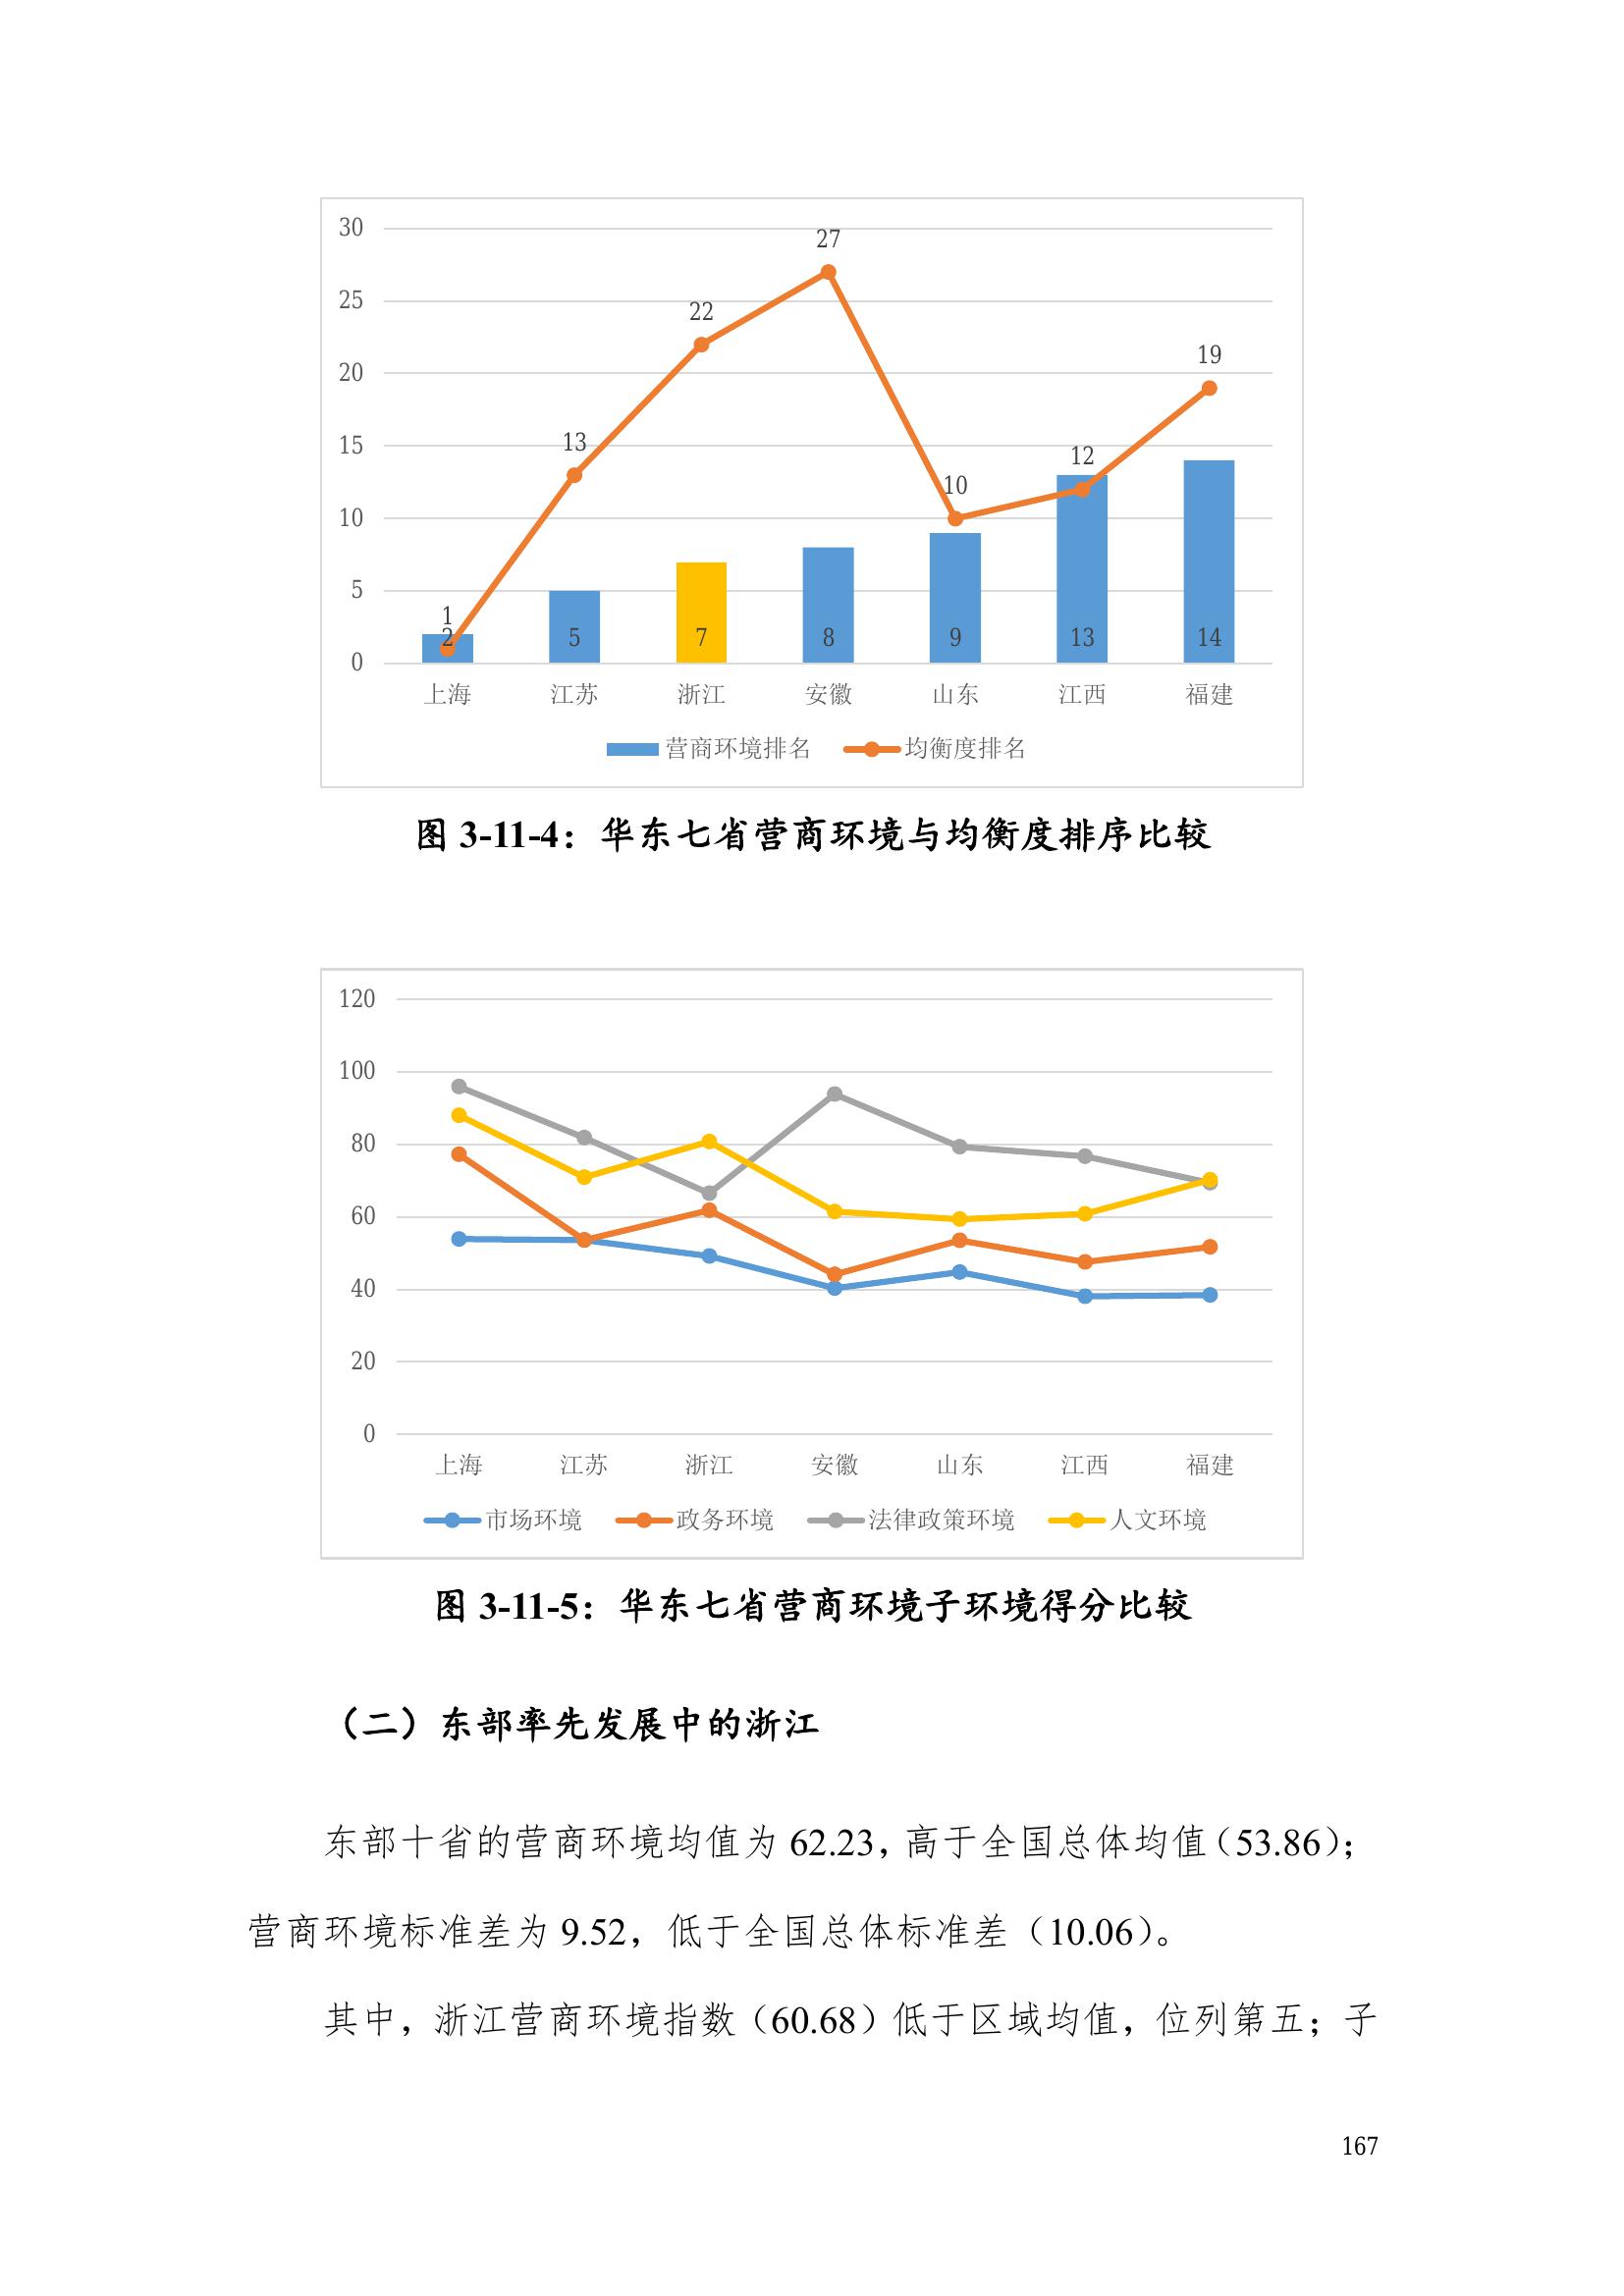 30
25
20
15
10
5
0
27
22
19
13
12
10
1
2
5
7
8
9
13
14
上海 江苏 浙江 安徽 山东 江西 福建
营商环境排名 均衡度排名
图 3-11-4：华东七省营商环境与均衡度排序比较
120
100
80
60
40
20
0
上海 江苏 浙江 安徽 山东 江西 福建
市场环境 政务环境 法律政策环境 人文环境
图 3-11-5：华东七省营商环境子环境得分比较
（二）东部率先发展中的浙江
东部十省的营商环境均值为 62.23，高于全国总体均值（53.86）；
营商环境标准差为 9.52，低于全国总体标准差（10.06）。
其中，浙江营商环境指数（60.68）低于区域均值，位列第五；子
167